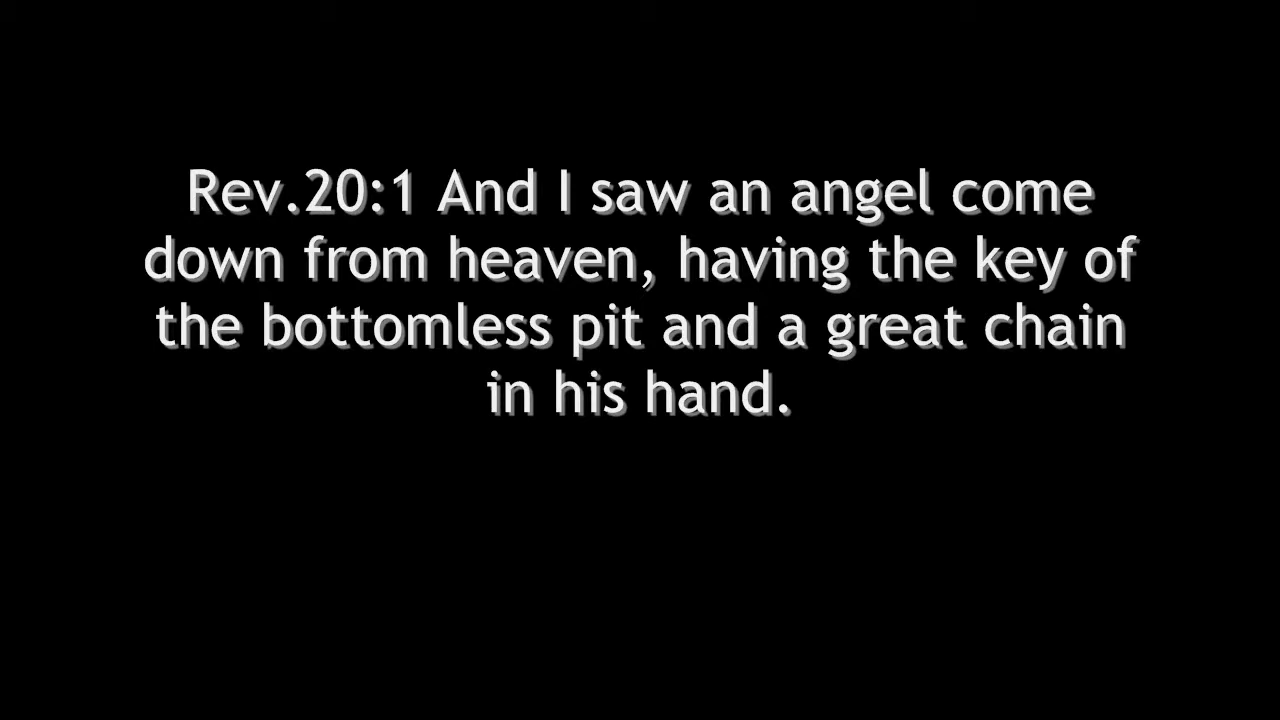 Rev.20:1 And I saw an angel come
down from heaven, having the key of
the bottomless pit and a great chain
in his hand.